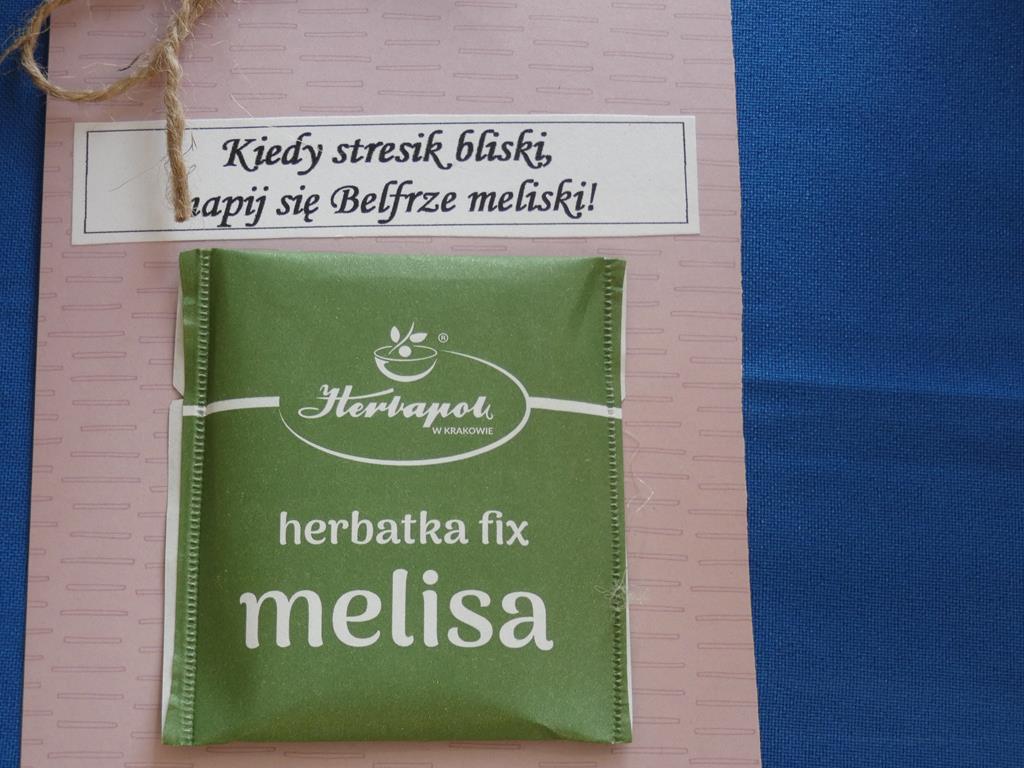 Kiedy stresik bliski,
napij się Belfrze meliski!
®
Herbapol
W KRAKOWIE
herbatka fix
melisa